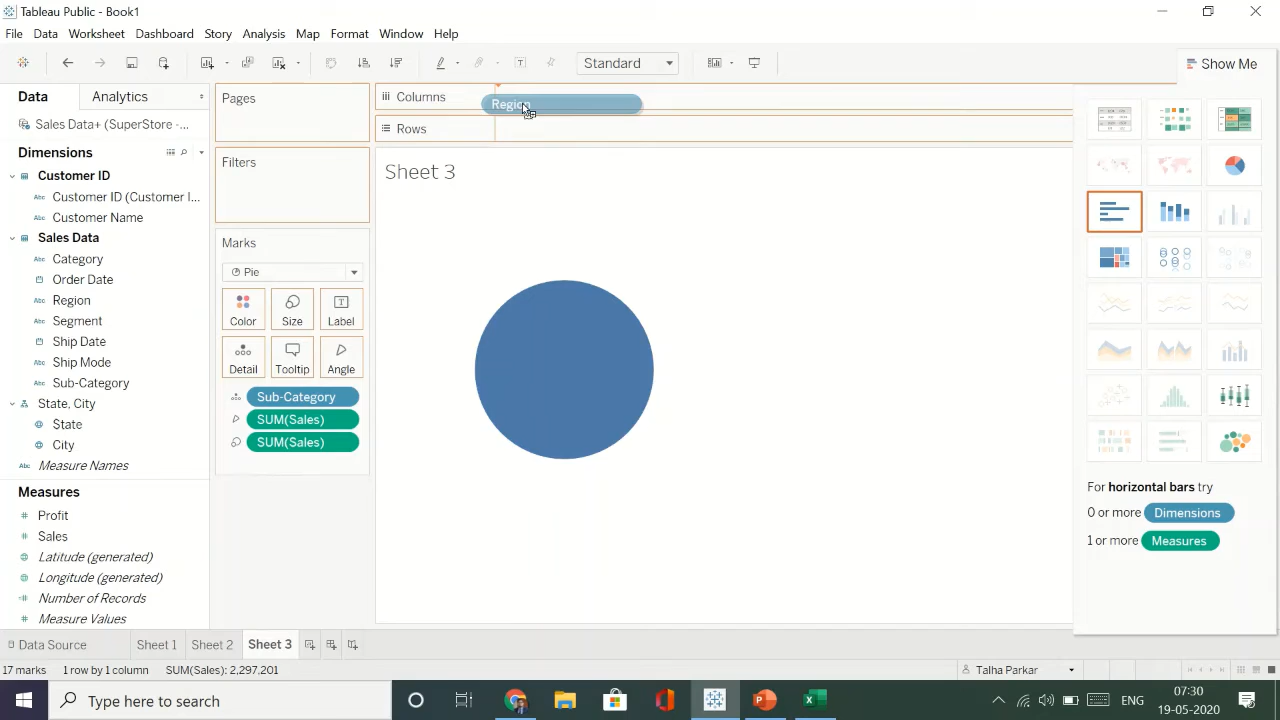 Tableau Public - Book1
File Data Worksheet Dashboard Story Analysis Map Format Window Help
Standard
Show Me
Data Analytics
Sales Data+ (SuperStore -...
Dimensions
Customer ID
Customer ID (Customer I...
Customer Name
Sales Data
Category
Order Date
Region
Segment
Ship Date
Ship Mode
Sub-Category
State, City
State
City
Measure Names
Measures
Profit
Sales
Latitude (generated)
Longitude (generated)
Number of Records
Measure Values
Pages
Filters
Marks
Pie
Color Size Label
Detail Tooltip Angle
Sub-Category
SUM(Sales)
SUM(Sales)
Columns
Region
Rows
Sheet 3
For horizontal bars try
0 or more Dimensions
1 or more Measures
Data Source Sheet 1 Sheet 2 Sheet 3
17 marks 1 row by 1 column SUM(Sales): 2,297,201
Talha Parkar
Type here to search
ENG
07:30
19-05-2020